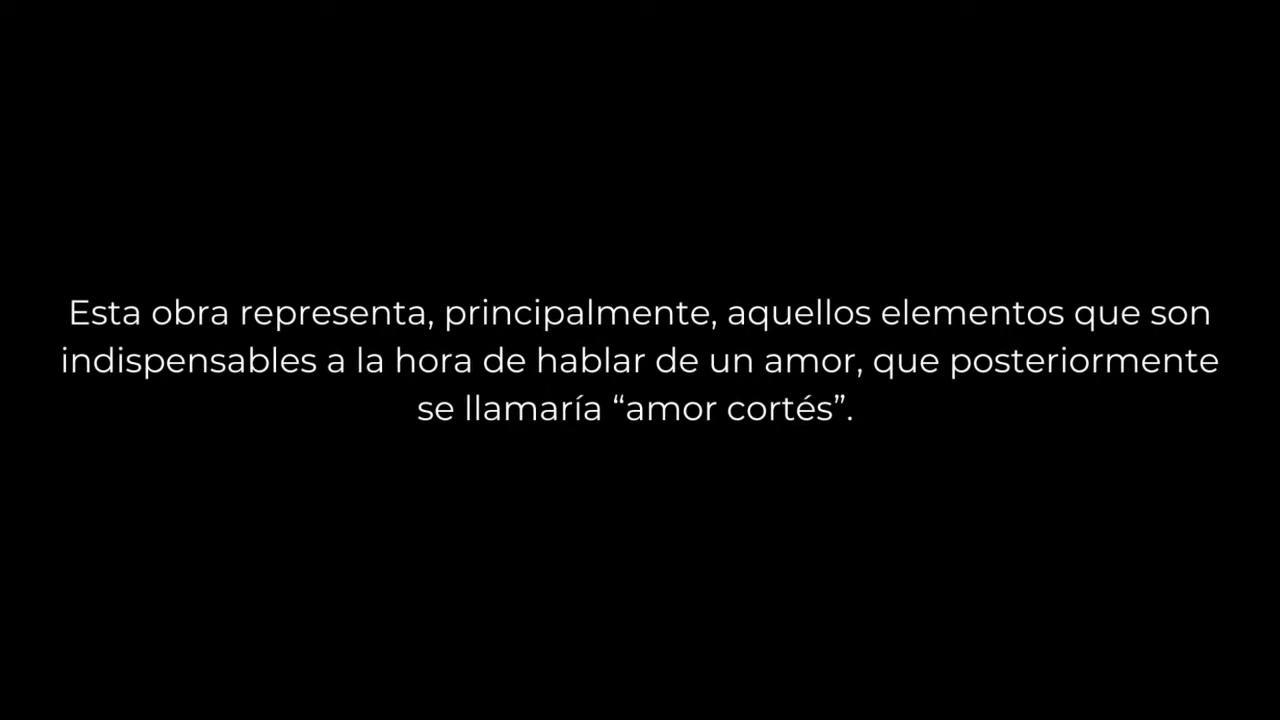 Esta obra representa, principalmente, aquellos elementos que son
indispensables a la hora de hablar de un amor, que posteriormente
se llamaría “amor cortés”.